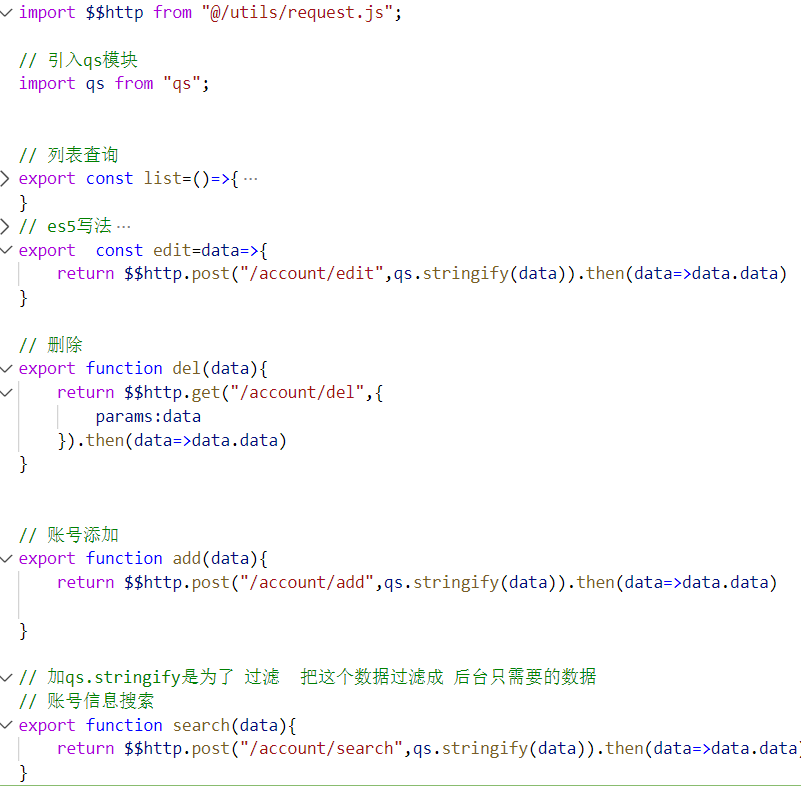 import $$http from "@/utils/request.js";
// 引入qs模块
import qs from "qs";
// 列表查询
export const list=()=>{ ···
}
// es5写法 ···
export  const edit=data=>{
    return $$http.post("/account/edit",qs.stringify(data)).then(data=>data.data)
}
// 删除
export function del(data){
    return $$http.get("/account/del",{
        params:data
    }).then(data=>data.data)
}
// 账号添加
export function add(data){
    return $$http.post("/account/add",qs.stringify(data)).then(data=>data.data)
}
// 加qs.stringify是为了 过滤  把这个数据过滤成 后台只需要的数据
// 账号信息搜索
export function search(data){
    return $$http.post("/account/search",qs.stringify(data)).then(data=>data.data)
}